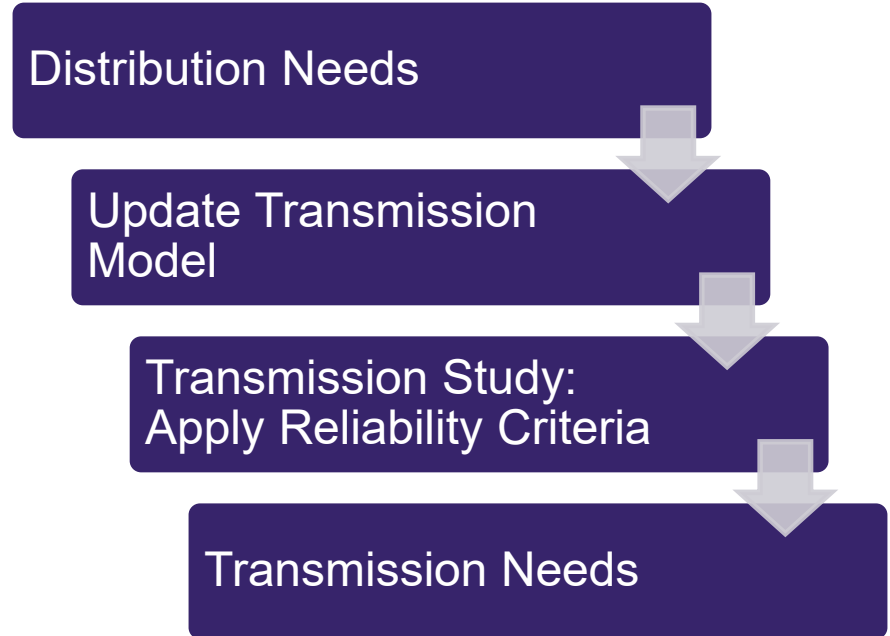 Distribution Needs
Update Transmission
Model
Transmission Study:
Apply Reliability Criteria
Transmission Needs